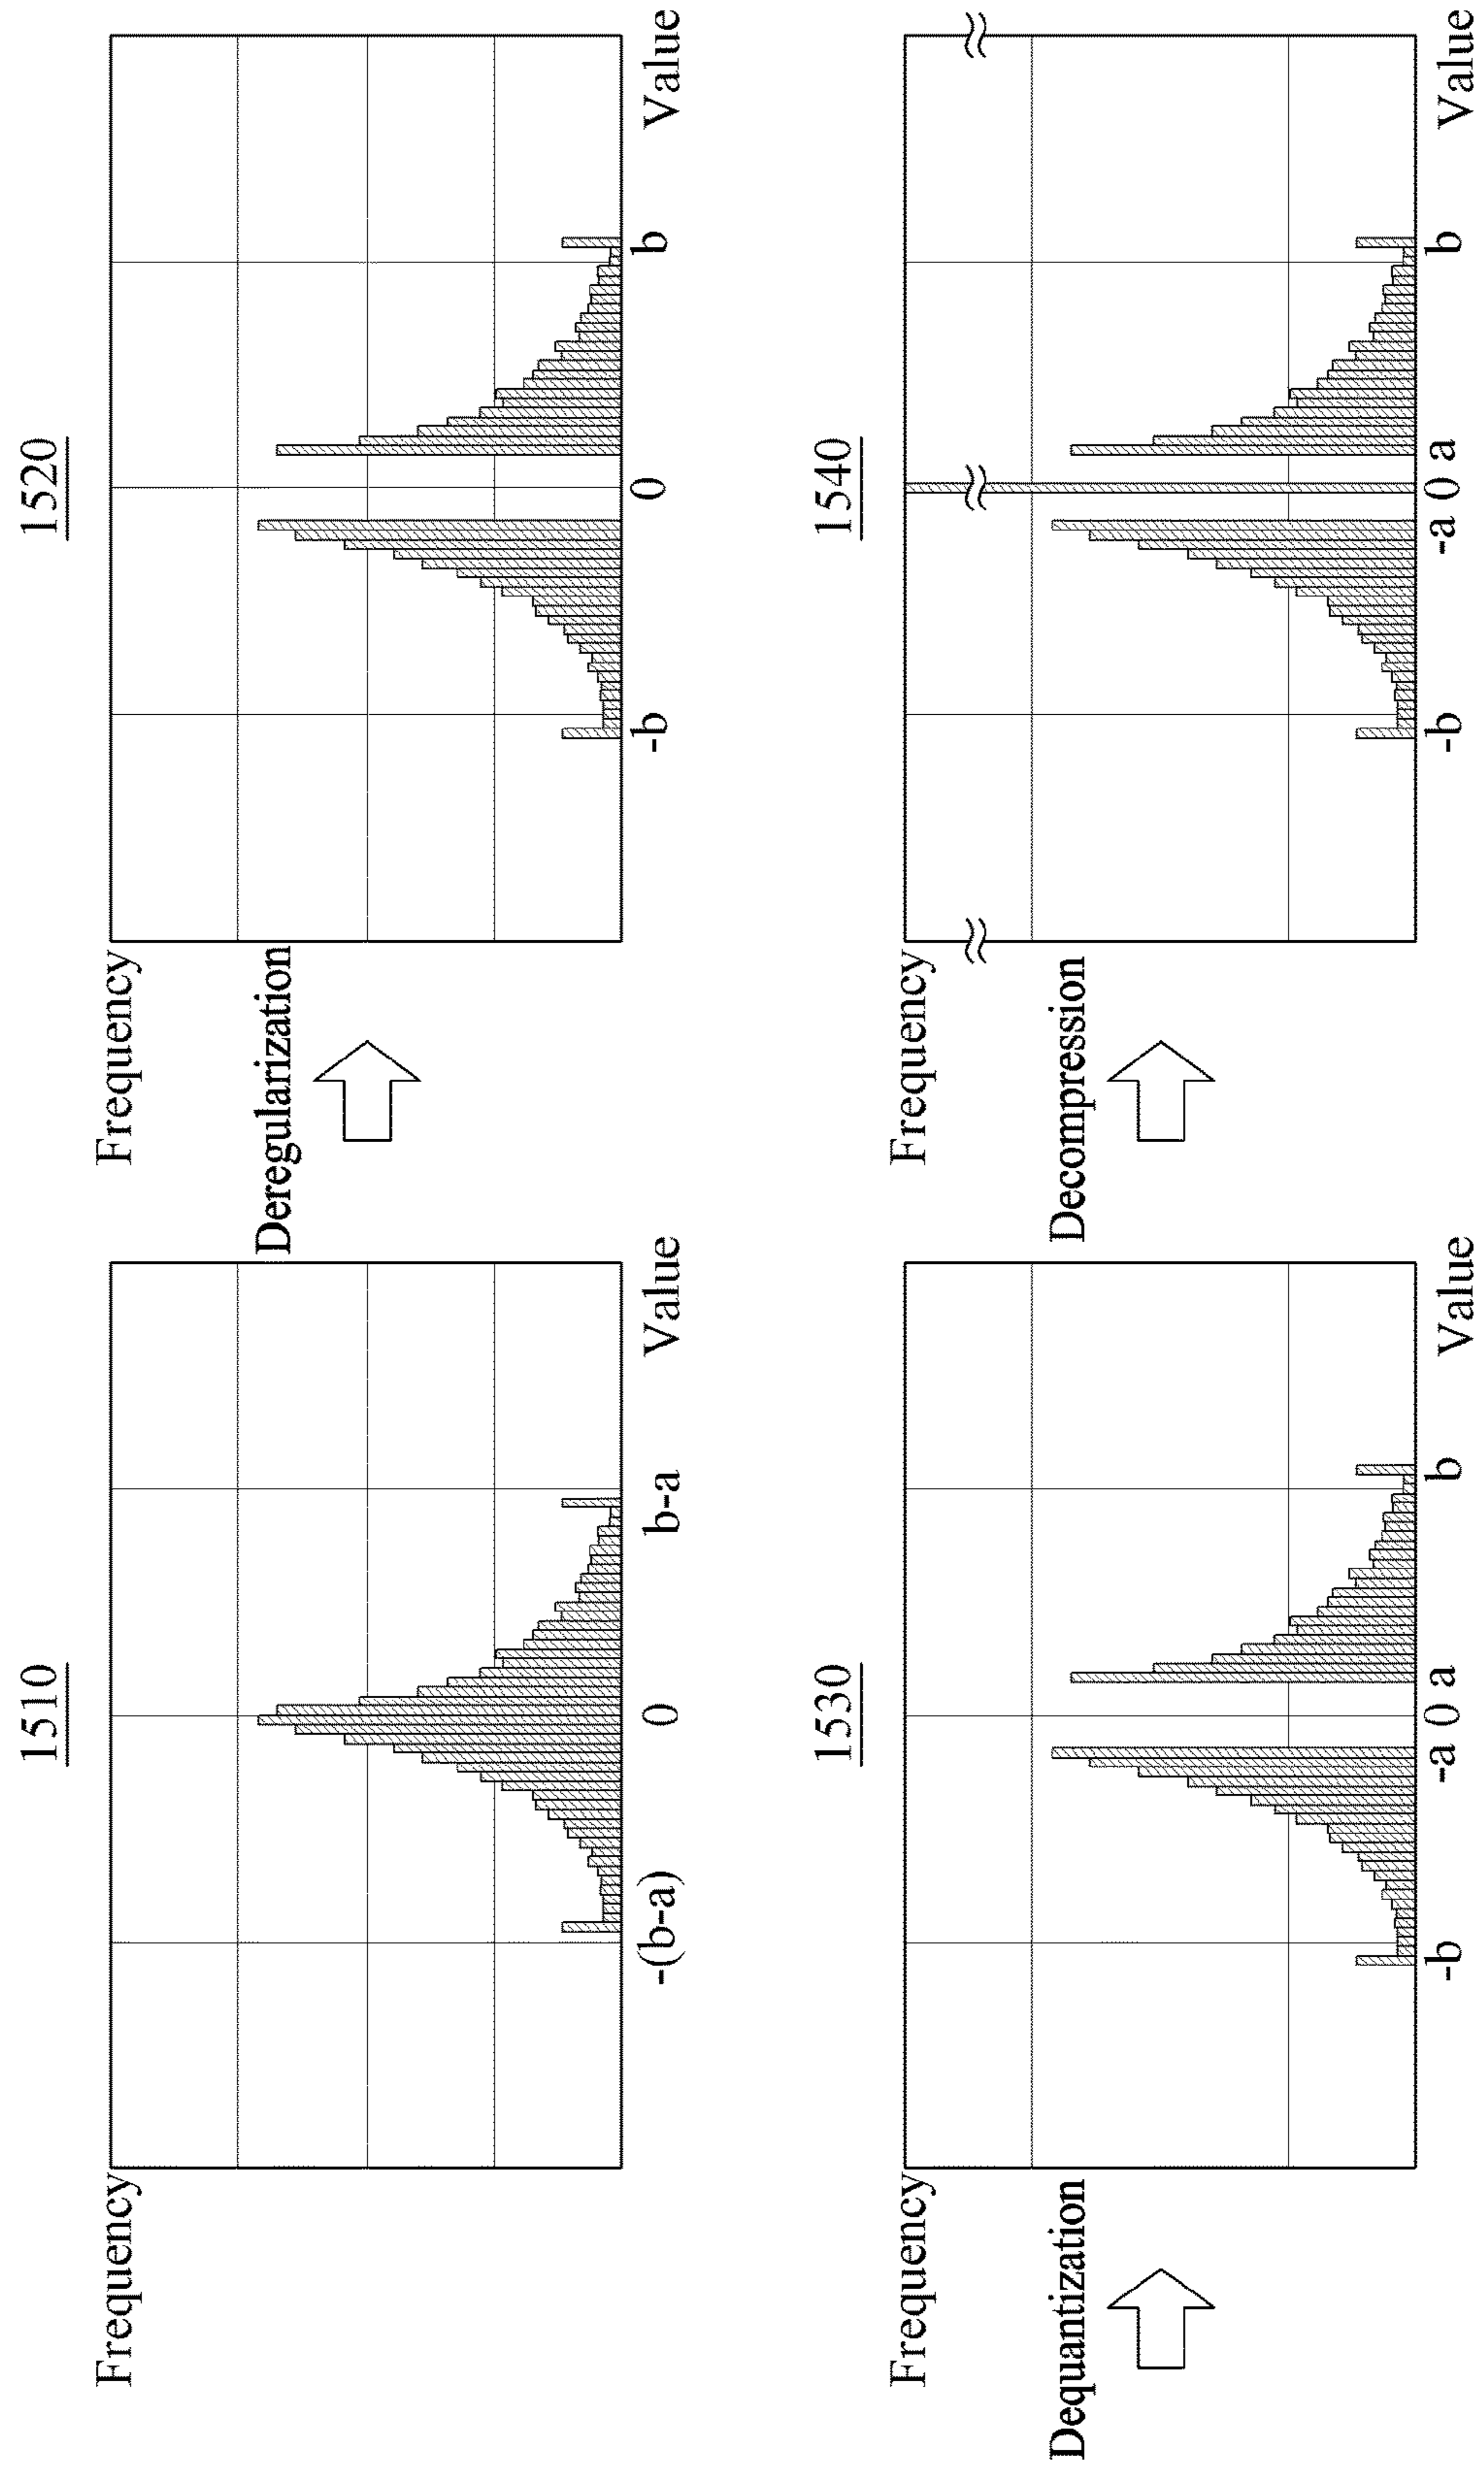 1510
Frequency
-(b-a)
0
b-a
Value
Deregularization
1520
Frequency
-b
0
b
Value
Dequantization
1530
Frequency
-b
-a
0
a
b
Value
Decompression
1540
Frequency
-b
-a
0
a
b
Value